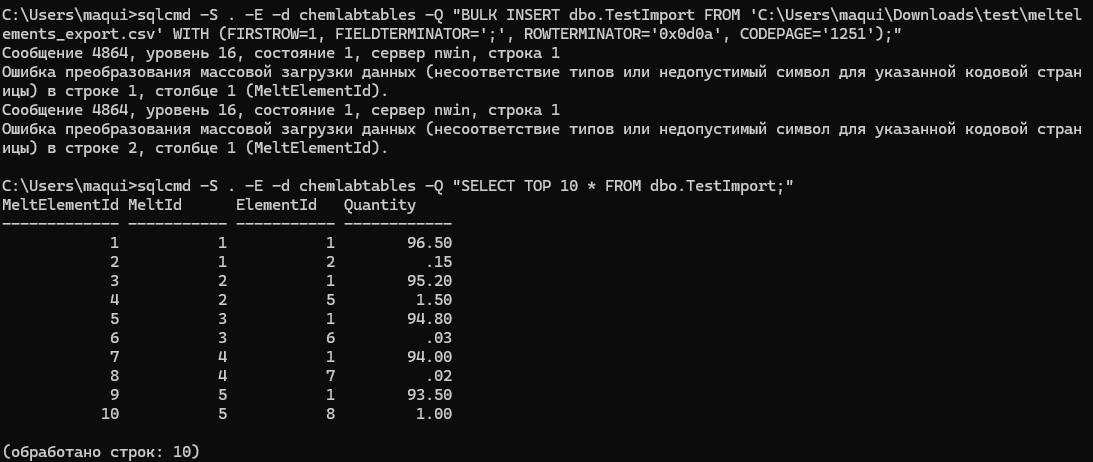 C:\Users\maqui>sqlcmd -S . -E -d chemlabtables -Q "BULK INSERT dbo.TestImport FROM 'C:\Users\maqui\Downloads\test\meltel
ements_export.csv' WITH (FIRSTROW=1, FIELDTERMINATOR=';', ROWTERMINATOR='0x0d0a', CODEPAGE='1251');"
Сообщение 4864, уровень 16, состояние 1, сервер nwin, строка 1
Ошибка преобразования массовой загрузки данных (несоответствие типов или недопустимый символ для указанной кодовой стран
ицы) в строке 1, столбце 1 (MeltElementId).
Сообщение 4864, уровень 16, состояние 1, сервер nwin, строка 1
Ошибка преобразования массовой загрузки данных (несоответствие типов или недопустимый символ для указанной кодовой стран
ицы) в строке 2, столбце 1 (MeltElementId).
C:\Users\maqui>sqlcmd -S . -E -d chemlabtables -Q "SELECT TOP 10 * FROM dbo.TestImport;"
MeltElementId MeltId      ElementId   Quantity
------------- ----------- ----------- ------------
            1           1           1        96.50
            2           1           2          .15
            3           2           1        95.20
            4           2           5         1.50
            5           3           1        94.80
            6           3           6          .03
            7           4           1        94.00
            8           4           7          .02
            9           5           1        93.50
           10           5           8         1.00
(обработано строк: 10)